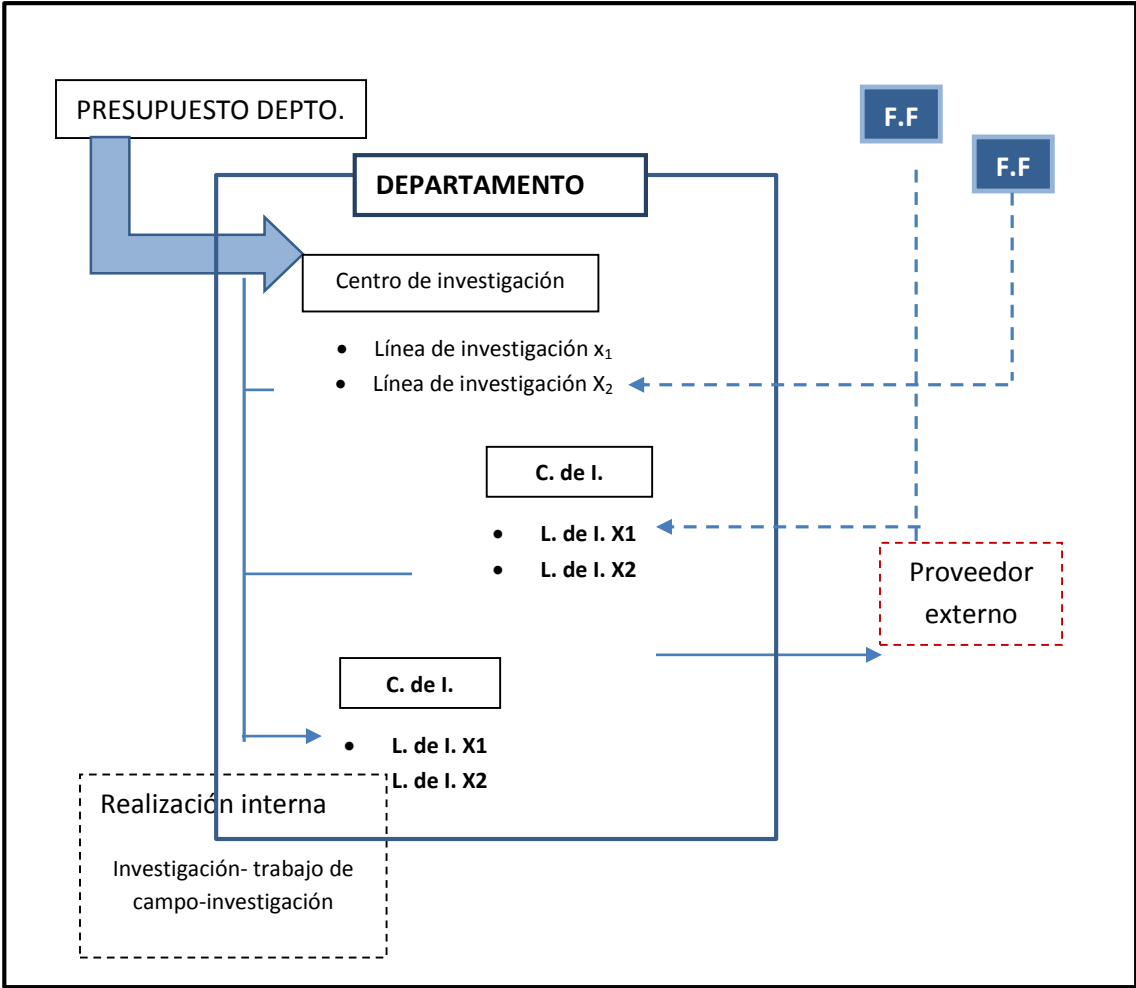 PRESUPUESTO DEPTO.
F.F
F.F
DEPARTAMENTO
Centro de investigación
• Línea de investigación x₁
• Línea de investigación X₂
C. de I.
• L. de I. X1
• L. de I. X2
Proveedor
externo
C. de I.
• L. de I. X1
L. de I. X2
Realización interna
Investigación- trabajo de
campo-investigación